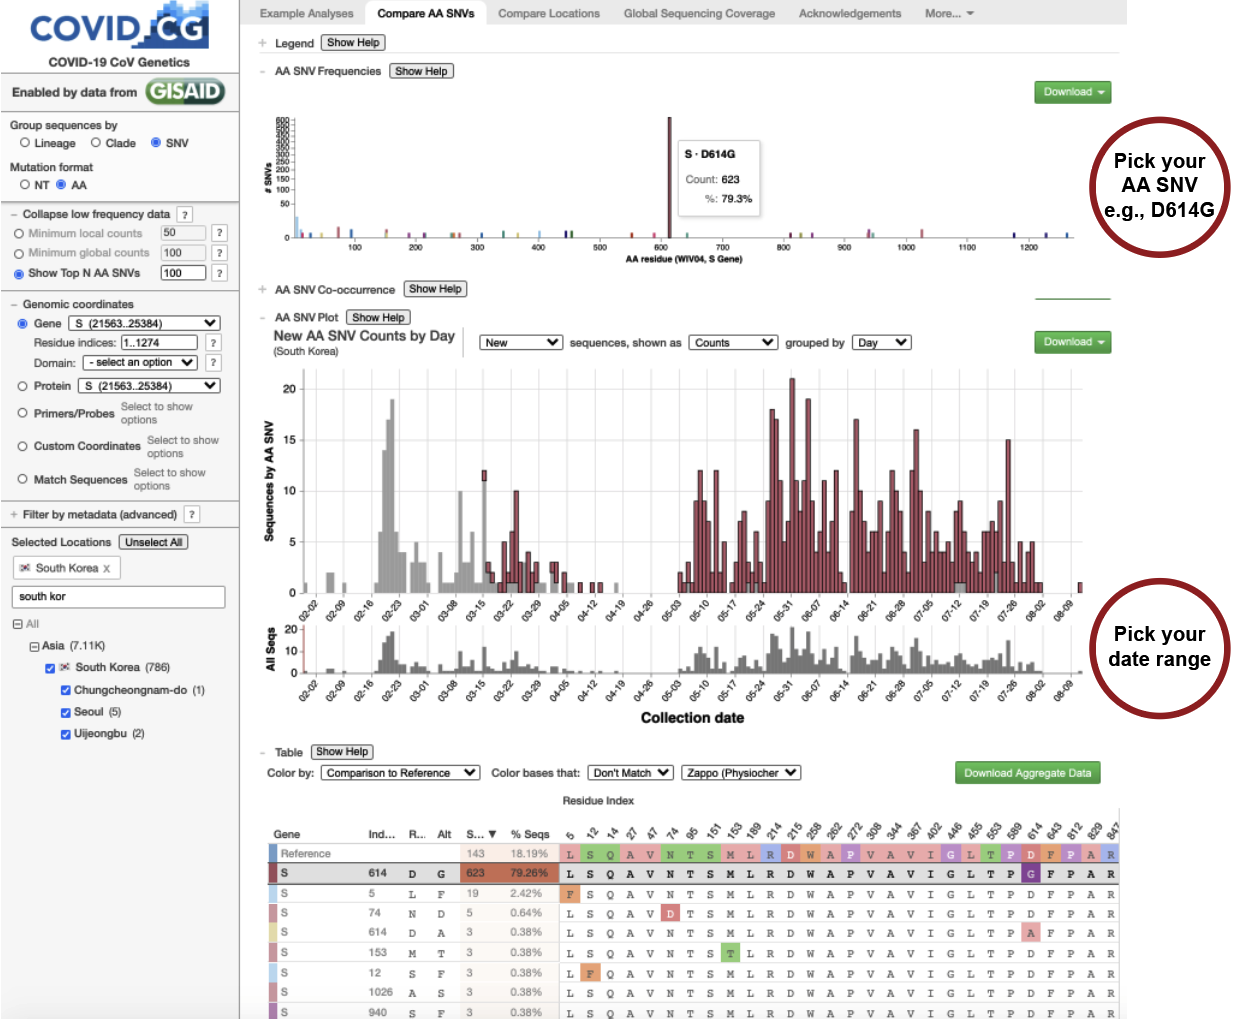 COVID CG
COVID-19 CoV Genetics
Enabled by data from GISAID
Group sequences by
Lineage Clade SNV
Mutation format
NT AA
− Collapse low frequency data ?
Minimum local counts 50 ?
Minimum global counts 100 ?
Show Top N AA SNVs 100 ?
− Genomic coordinates
Gene S (21563..25384)
Residue indices: 1..1274 ?
Domain: - select an option ?
Protein S (21563..25384)
Primers/Probes Select to show options
Custom Coordinates Select to show options
Match Sequences Select to show options
+ Filter by metadata (advanced) ?
Selected Locations Unselect All
South Korea x
south kor
All
Asia (7.11K)
South Korea (786)
Chungcheongnam-do (1)
Seoul (5)
Uijeongbu (2)
Example Analyses Compare AA SNVs Compare Locations Global Sequencing Coverage Acknowledgements More...
+ Legend Show Help
− AA SNV Frequencies Show Help
Download
# SNVs
600
500
450
400
350
300
250
200
150
100
50
0
S · D614G
Count: 623
%: 79.3%
100 200 300 400 500 600 700 800 900 1000 1100 1200
AA residue (WIV04, S Gene)
+ AA SNV Co-occurrence Show Help
− AA SNV Plot Show Help
New AA SNV Counts by Day
(South Korea)
New sequences, shown as Counts grouped by Day
Download
Sequences by AA SNV
20
15
10
5
0
02-02 02-09 02-16 02-23 03-01 03-08 03-15 03-22 03-29 04-05 04-12 04-19 04-26 05-03 05-10 05-17 05-24 05-31 06-07 06-14 06-21 06-28 07-05 07-12 07-19 07-26 08-02 08-09
All Seqs
20
10
0
02-02 02-09 02-16 02-23 03-01 03-08 03-15 03-22 03-29 04-05 04-12 04-19 04-26 05-03 05-10 05-17 05-24 05-31 06-07 06-14 06-21 06-28 07-05 07-12 07-19 07-26 08-02 08-09
Collection date
− Table Show Help
Color by: Comparison to Reference Color bases that: Don't Match Zappo (Physiocher
Download Aggregate Data
Residue Index
Gene Ind... R... Alt S... ▼ % Seqs 5 12 14 27 47 74 95 151 153 189 214 215 258 262 272 308 344 367 402 446 455 553 589 614 643 812 829 847
Reference 143 18.19% L S Q A V N T S M L R D W A P V A V I G L T P D F P A R
S 614 D G 623 79.26% L S Q A V N T S M L R D W A P V A V I G L T P G F P A R
S 5 L F 19 2.42% F S Q A V N T S M L R D W A P V A V I G L T P D F P A R
S 74 N D 5 0.64% L S Q A V D T S M L R D W A P V A V I G L T P D F P A R
S 614 D A 3 0.38% L S Q A V N T S M L R D W A P V A V I G L T P A F P A R
S 153 M T 3 0.38% L S Q A V N T S T L R D W A P V A V I G L T P D F P A R
S 12 S F 3 0.38% L F Q A V N T S M L R D W A P V A V I G L T P D F P A R
S 1026 A S 3 0.38% L S Q A V N T S M L R D W A P V A V I G L T P D F P A R
S 940 S F 3 0.38% L S Q A V N T S M L R D W A P V A V I G L T P D F P A R
Pick your
AA SNV
e.g., D614G
Pick your
date range